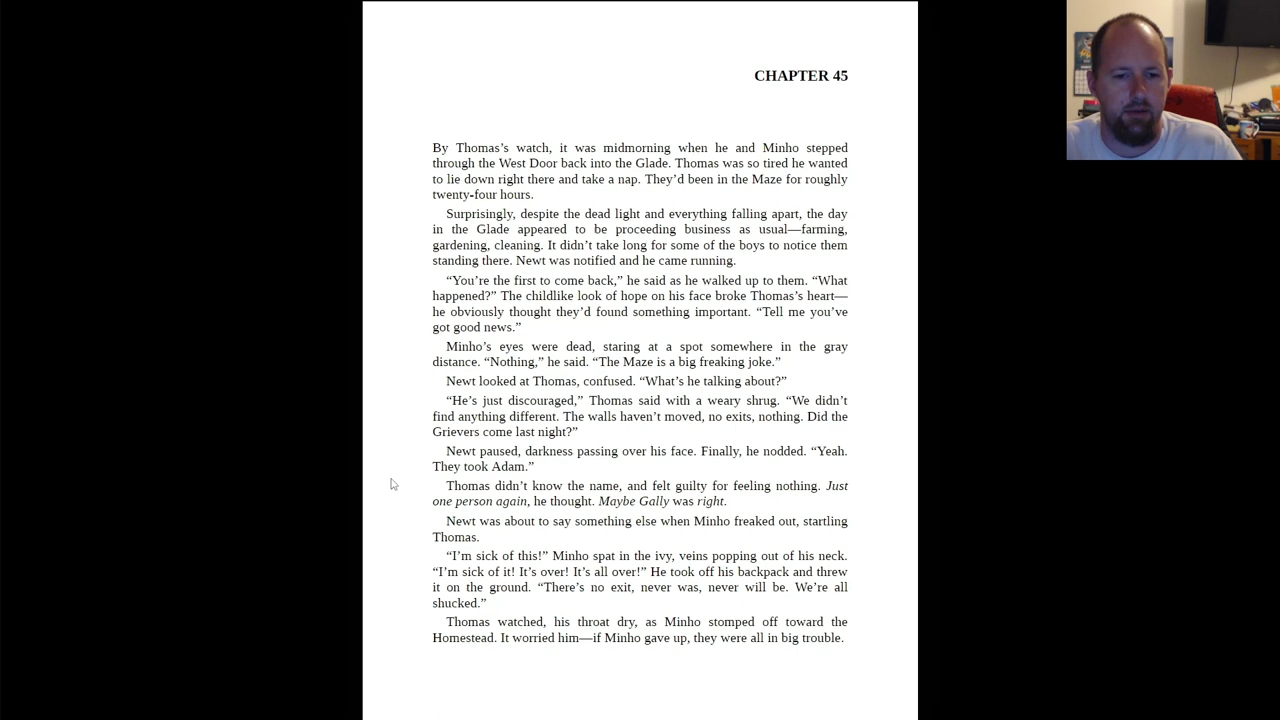 CHAPTER 45
By Thomas’s watch, it was midmorning when he and Minho stepped
through the West Door back into the Glade. Thomas was so tired he wanted
to lie down right there and take a nap. They’d been in the Maze for roughly
twenty-four hours.
Surprisingly, despite the dead light and everything falling apart, the day
in the Glade appeared to be proceeding business as usual—farming,
gardening, cleaning. It didn’t take long for some of the boys to notice them
standing there. Newt was notified and he came running.
“You’re the first to come back,” he said as he walked up to them. “What
happened?” The childlike look of hope on his face broke Thomas’s heart—
he obviously thought they’d found something important. “Tell me you’ve
got good news.”
Minho’s eyes were dead, staring at a spot somewhere in the gray
distance. “Nothing,” he said. “The Maze is a big freaking joke.”
Newt looked at Thomas, confused. “What’s he talking about?”
“He’s just discouraged,” Thomas said with a weary shrug. “We didn’t
find anything different. The walls haven’t moved, no exits, nothing. Did the
Grievers come last night?”
Newt paused, darkness passing over his face. Finally, he nodded. “Yeah.
They took Adam.”
Thomas didn’t know the name, and felt guilty for feeling nothing. Just
one person again, he thought. Maybe Gally was right.
Newt was about to say something else when Minho freaked out, startling
Thomas.
“I’m sick of this!” Minho spat in the ivy, veins popping out of his neck.
“I’m sick of it! It’s over! It’s all over!” He took off his backpack and threw
it on the ground. “There’s no exit, never was, never will be. We’re all
shucked.”
Thomas watched, his throat dry, as Minho stomped off toward the
Homestead. It worried him—if Minho gave up, they were all in big trouble.